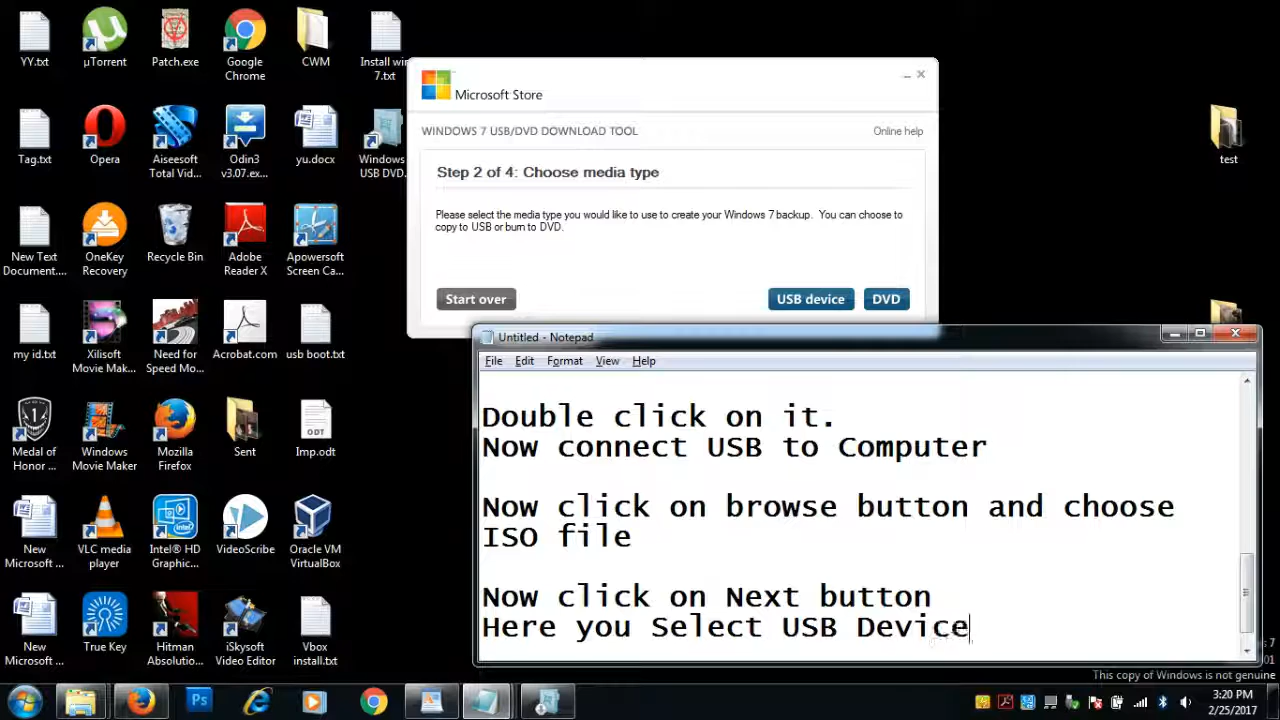 YY.txt
µTorrent
Patch.exe
Google
Chrome
CWM
Install win
7.txt
Tag.txt
Opera
Aiseesoft
Total Vid...
Odin3
v3.07.ex...
yu.docx
Windows
USB DVD...
New Text
Document....
OneKey
Recovery
Recycle Bin
Adobe
Reader X
Apowersoft
Screen Ca...
my id.txt
Xilisoft
Movie Mak...
Need for
Speed Mo...
Acrobat.com
usb boot.txt
Medal of
Honor ...
Windows
Movie Maker
Mozilla
Firefox
Sent
ODT
Imp.odt
New
Microsoft ...
VLC media
player
Intel® HD
Graphic...
VideoScribe
Oracle VM
VirtualBox
New
Microsoft ...
True Key
Hitman
Absolutio...
iSkysoft
Video Editor
Vbox
install.txt
Microsoft Store
WINDOWS 7 USB/DVD DOWNLOAD TOOL
Online help
Step 2 of 4: Choose media type
Please select the media type you would like to use to create your Windows 7 backup. You can choose to
copy to USB or burn to DVD.
Start over
USB device
DVD
test
Untitled - Notepad
File Edit Format View Help
Double click on it.
Now connect USB to Computer
Now click on browse button and choose
ISO file
Now click on Next button
Here you Select USB Device
This copy of Windows is not genuine
Ps
3:20 PM
2/25/2017